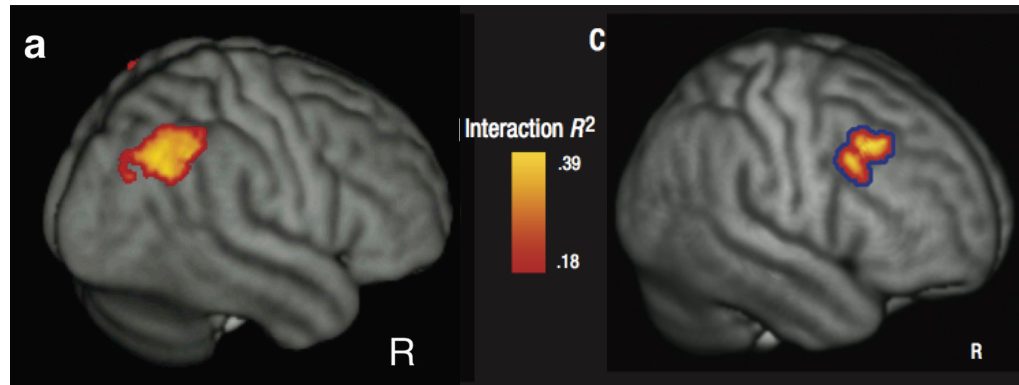 a
C
Interaction R²
.39
.18
R
R